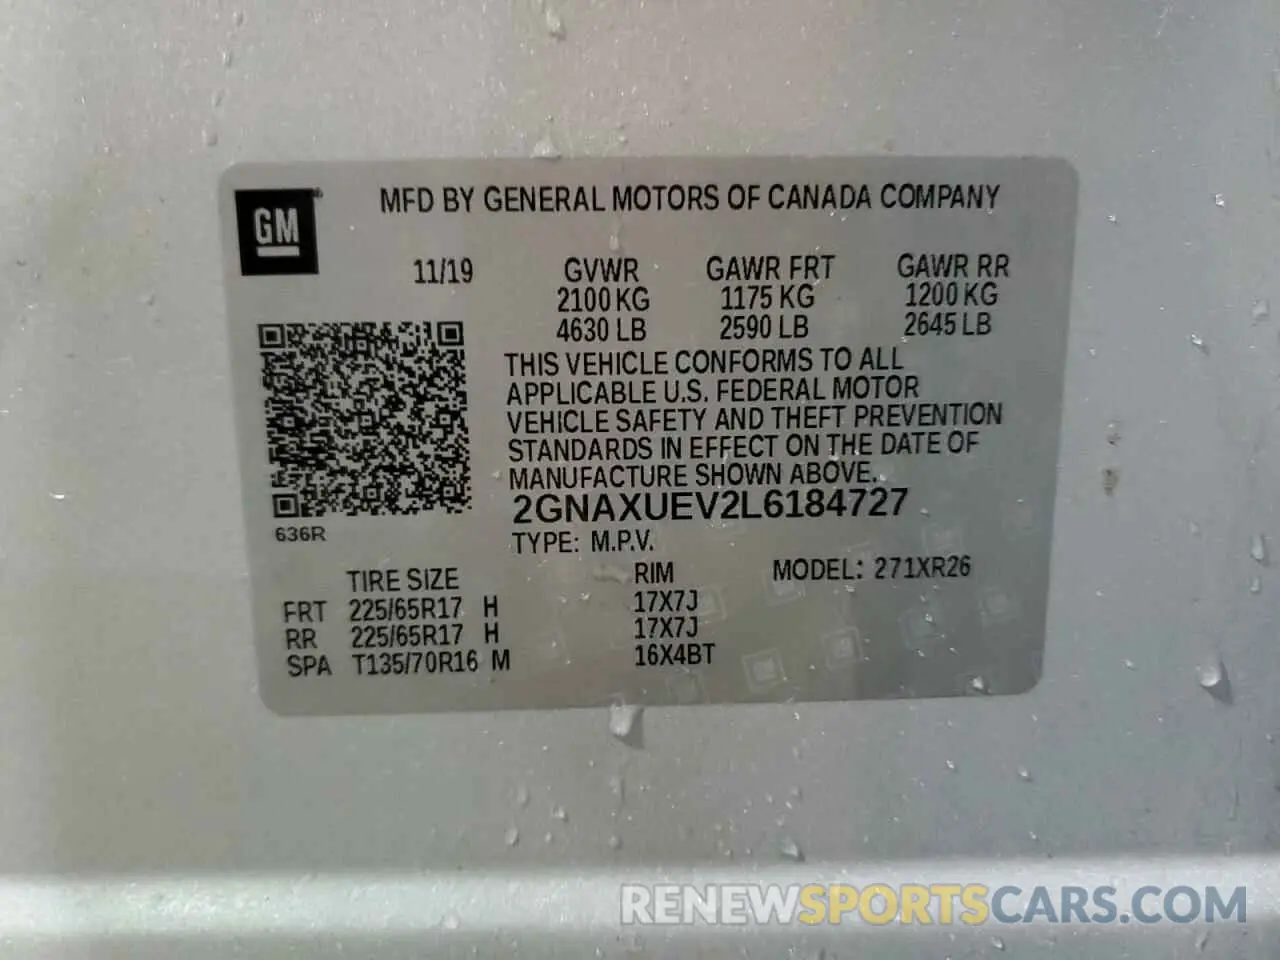 GM®
MFD BY GENERAL MOTORS OF CANADA COMPANY
11/19 GVWR GAWR FRT GAWR RR
2100 KG 1175 KG 1200 KG
4630 LB 2590 LB 2645 LB
THIS VEHICLE CONFORMS TO ALL
APPLICABLE U.S. FEDERAL MOTOR
VEHICLE SAFETY AND THEFT PREVENTION
STANDARDS IN EFFECT ON THE DATE OF
MANUFACTURE SHOWN ABOVE.
2GNAXUEV2L6184727
636R
TYPE: M.P.V.
TIRE SIZE RIM MODEL: 271XR26
FRT 225/65R17 H 17X7J
RR 225/65R17 H 17X7J
SPA T135/70R16 M 16X4BT
RENEWSPORTSCARS.COM